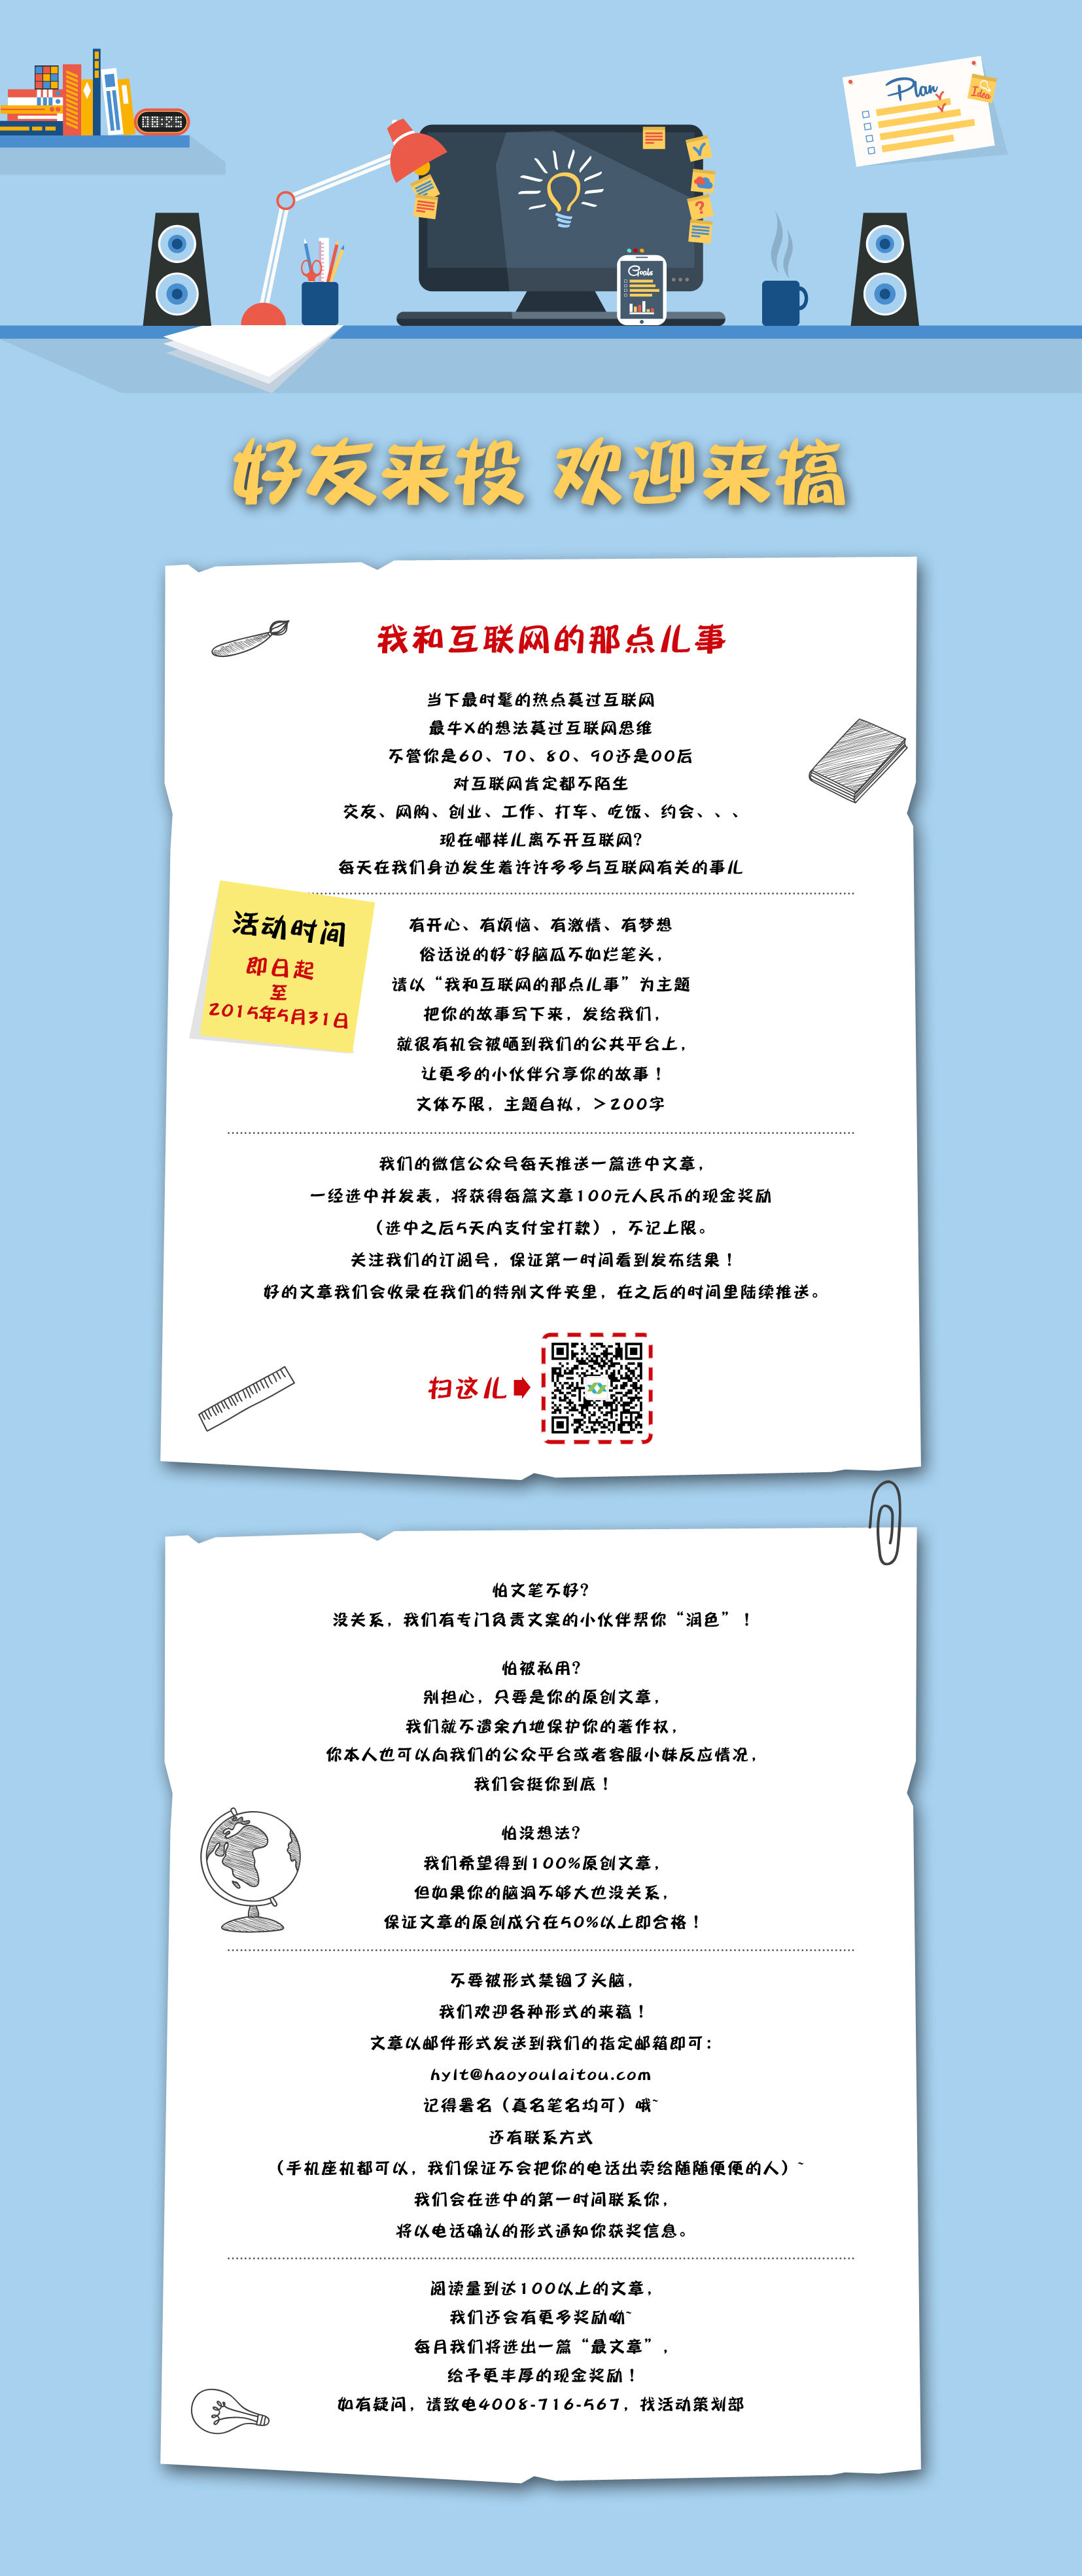 08:25
Plan
Idea
Goals
?
好友来投 欢迎来搞
我和互联网的那点儿事
当下最时髦的热点莫过互联网
最牛X的想法莫过互联网思维
不管你是60、70、80、90还是00后
对互联网肯定都不陌生
交友、网购、创业、工作、打车、吃饭、约会、、、
现在哪样儿离不开互联网?
每天在我们身边发生着许许多多与互联网有关的事儿
活动时间
即日起
至
2015年5月31日
有开心、有烦恼、有激情、有梦想
俗话说的好~好脑瓜不如烂笔头，
请以“我和互联网的那点儿事”为主题
把你的故事写下来，发给我们，
就很有机会被晒到我们的公共平台上，
让更多的小伙伴分享你的故事！
文体不限，主题自拟，＞200字
我们的微信公众号每天推送一篇选中文章，
一经选中并发表，将获得每篇文章100元人民币的现金奖励
（选中之后5天内支付宝打款），不记上限。
关注我们的订阅号，保证第一时间看到发布结果！
好的文章我们会收录在我们的特别文件夹里，在之后的时间里陆续推送。
扫这儿
怕文笔不好?
没关系，我们有专门负责文案的小伙伴帮你“润色”！
怕被私用?
别担心，只要是你的原创文章，
我们就不遗余力地保护你的著作权，
你本人也可以向我们的公众平台或者客服小妹反应情况，
我们会挺你到底！
怕没想法?
我们希望得到100%原创文章，
但如果你的脑洞不够大也没关系，
保证文章的原创成分在50%以上即合格！
不要被形式禁锢了头脑，
我们欢迎各种形式的来稿！
文章以邮件形式发送到我们的指定邮箱即可：
hylt@haoyoulaitou.com
记得署名（真名笔名均可）哦~
还有联系方式
（手机座机都可以，我们保证不会把你的电话出卖给随随便便的人）~
我们会在选中的第一时间联系你，
将以电话确认的形式通知你获奖信息。
阅读量到达100以上的文章，
我们还会有更多奖励呦~
每月我们将选出一篇“最文章”，
给予更丰厚的现金奖励！
如有疑问，请致电4008-716-567，找活动策划部